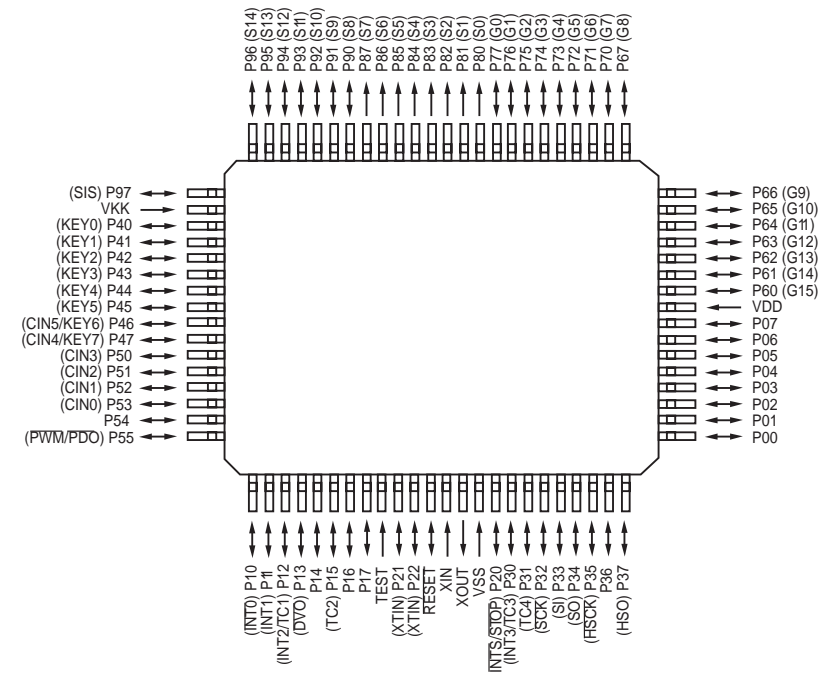 P96 (S14)
P95 (S13)
P94 (S12)
P93 (S11)
P92 (S10)
P91 (S9)
P90 (S8)
P87 (S7)
P86 (S6)
P85 (S5)
P84 (S4)
P83 (S3)
P82 (S2)
P81 (S1)
P80 (S0)
P77 (G0)
P76 (G1)
P75 (G2)
P74 (G3)
P73 (G4)
P72 (G5)
P71 (G6)
P70 (G7)
P67 (G8)
(SIS) P97
VKK
(KEY0) P40
(KEY1) P41
(KEY2) P42
(KEY3) P43
(KEY4) P44
(KEY5) P45
(CIN5/KEY6) P46
(CIN4/KEY7) P47
(CIN3) P50
(CIN2) P51
(CIN1) P52
(CIN0) P53
P54
(PWM/PDO) P55
P66 (G9)
P65 (G10)
P64 (G11)
P63 (G12)
P62 (G13)
P61 (G14)
P60 (G15)
VDD
P07
P06
P05
P04
P03
P02
P01
P00
(INT0) P10
(INT1) P11
(INT2/TC1) P12
(DVO) P13
P14
(TC2) P15
P16
P17
TEST
(XTIN) P21
(XTIN) P22
RESET
XIN
XOUT
VSS
INTS/STOP) P20
(INT3/TC3) P30
(TC4) P31
(SCK) P32
(SI) P33
(SO) P34
(HSCK) P35
P36
(HSO) P37